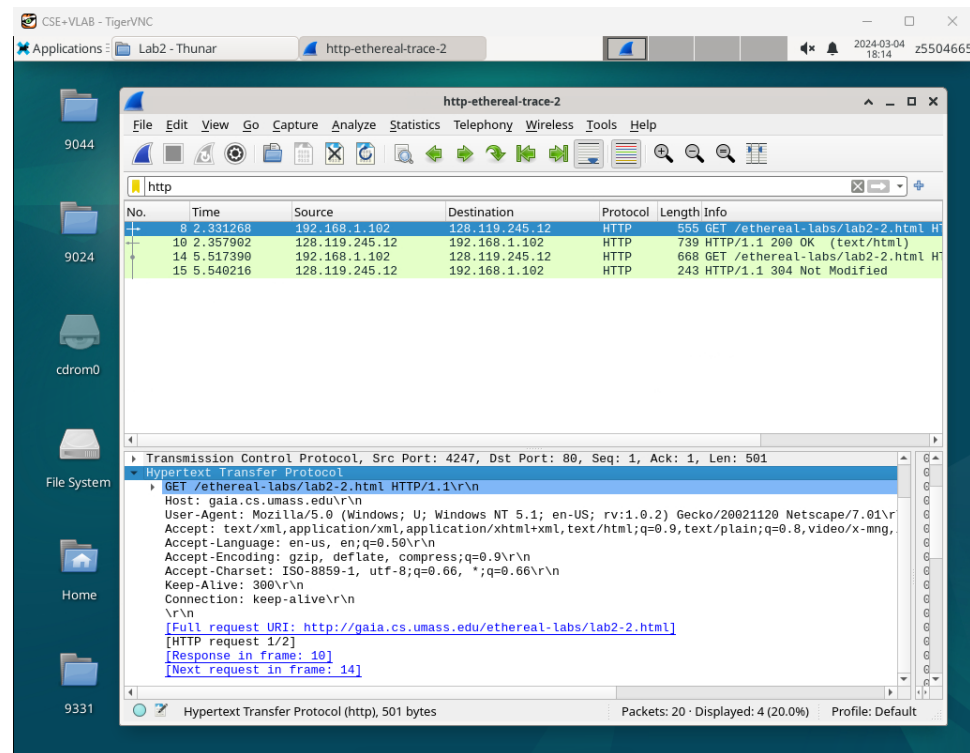 CSE+VLAB - TigerVNC
Applications Lab2 - Thunar http-ethereal-trace-2 2024-03-04 18:14 z5504665
http-ethereal-trace-2
File Edit View Go Capture Analyze Statistics Telephony Wireless Tools Help
http
No. Time Source Destination Protocol Length Info
8 2.331268 192.168.1.102 128.119.245.12 HTTP 555 GET /ethereal-labs/lab2-2.html
10 2.357902 128.119.245.12 192.168.1.102 HTTP 739 HTTP/1.1 200 OK (text/html)
14 5.517390 192.168.1.102 128.119.245.12 HTTP 668 GET /ethereal-labs/lab2-2.html
15 5.540216 128.119.245.12 192.168.1.102 HTTP 243 HTTP/1.1 304 Not Modified
Transmission Control Protocol, Src Port: 4247, Dst Port: 80, Seq: 1, Ack: 1, Len: 501
Hypertext Transfer Protocol
GET /ethereal-labs/lab2-2.html HTTP/1.1\r\n
Host: gaia.cs.umass.edu\r\n
User-Agent: Mozilla/5.0 (Windows; U; Windows NT 5.1; en-US; rv:1.0.2) Gecko/20021120 Netscape/7.01\r
Accept: text/xml,application/xml,application/xhtml+xml,text/html;q=0.9,text/plain;q=0.8,video/x-mng,
Accept-Language: en-us, en;q=0.50\r\n
Accept-Encoding: gzip, deflate, compress;q=0.9\r\n
Accept-Charset: ISO-8859-1, utf-8;q=0.66, *;q=0.66\r\n
Keep-Alive: 300\r\n
Connection: keep-alive\r\n
\r\n
[Full request URI: http://gaia.cs.umass.edu/ethereal-labs/lab2-2.html]
[HTTP request 1/2]
[Response in frame: 10]
[Next request in frame: 14]
Hypertext Transfer Protocol (http), 501 bytes Packets: 20 · Displayed: 4 (20.0%) Profile: Default
9044
9024
cdrom0
File System
Home
9331